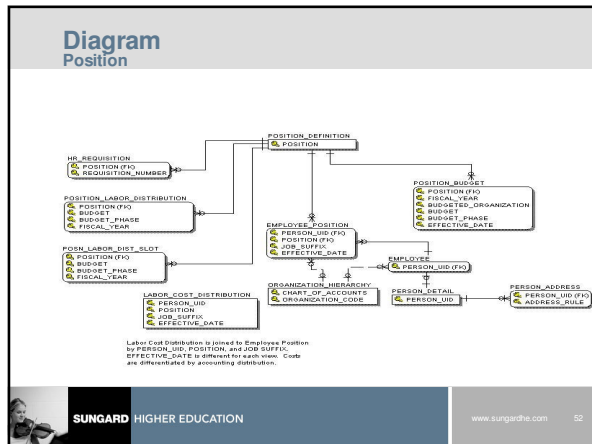 Diagram
Position
POSITION_DEFINITION
POSITION
HR_REQUISITION
POSITION (FK)
REQUISITION_NUMBER
POSITION_LABOR_DISTRIBUTION
POSITION (FK)
BUDGET
BUDGET_PHASE
FISCAL_YEAR
POSN_LABOR_DIST_SLOT
POSITION (FK)
BUDGET
BUDGET_PHASE
FISCAL_YEAR
POSITION_BUDGET
POSITION (FK)
FISCAL_YEAR
BUDGETED_ORGANIZATION
BUDGET
BUDGET_PHASE
EFFECTIVE_DATE
EMPLOYEE_POSITION
PERSON_UID (FK)
POSITION (FK)
JOB_SUFFIX
EFFECTIVE_DATE
EMPLOYEE
PERSON_UID (FK)
ORGANIZATION_HIERARCHY
CHART_OF_ACCOUNTS
ORGANIZATION_CODE
PERSON_DETAIL
PERSON_UID
PERSON_ADDRESS
PERSON_UID (FK)
ADDRESS_RULE
LABOR_COST_DISTRIBUTION
PERSON_UID
POSITION
JOB_SUFFIX
EFFECTIVE_DATE
Labor Cost Distribution is joined to Employee Position
by PERSON_UID, POSITION, and JOB SUFFIX.
EFFECTIVE_DATE is different for each view. Costs
are differentiated by accounting distribution.
SUNGARD HIGHER EDUCATION
www.sungardhe.com
52